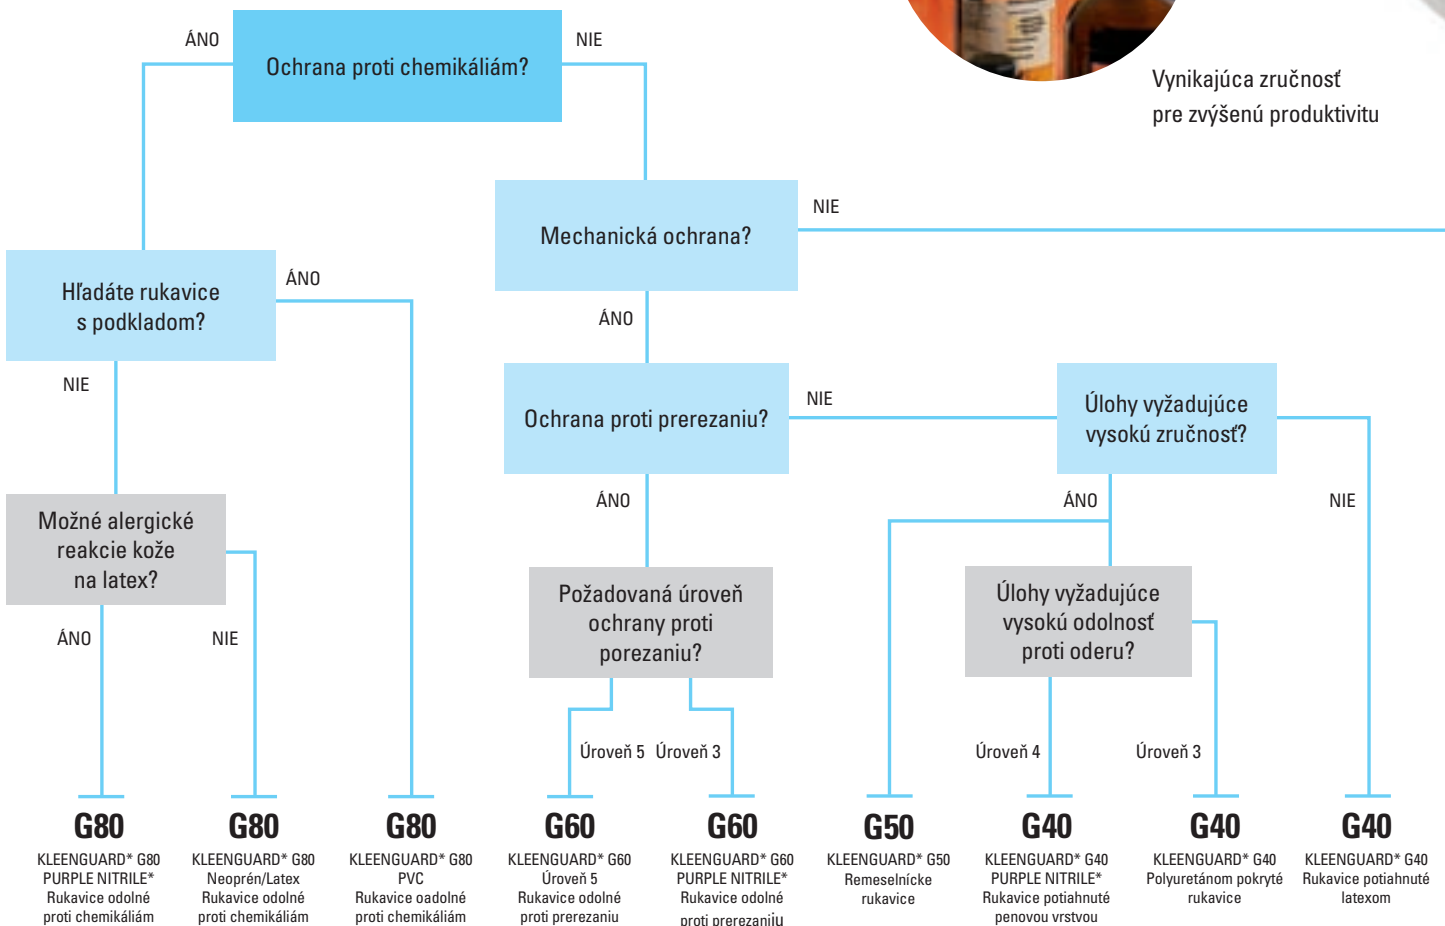 ÁNO
NIE
Ochrana proti chemikáliám?
Vynikajúca zručnosť
pre zvýšenú produktivitu
Mechanická ochrana?
NIE
Hľadáte rukavice
s podkladom?
ÁNO
ÁNO
NIE
Ochrana proti prerezaniu?
NIE
Úlohy vyžadujúce
vysokú zručnosť?
Možné alergické
reakcie kože
na latex?
ÁNO
ÁNO
NIE
Požadovaná úroveň
ochrany proti
porezaniu?
Úlohy vyžadujúce
vysokú odolnosť
proti oderu?
ÁNO
NIE
Úroveň 5
Úroveň 3
Úroveň 4
Úroveň 3
G80
KLEENGUARD* G80
PURPLE NITRILE*
Rukavice odolné
proti chemikáliám
G80
KLEENGUARD* G80
Neoprén/Latex
Rukavice odolné
proti chemikáliám
G80
KLEENGUARD* G80
PVC
Rukavice oadolné
proti chemikáliám
G60
KLEENGUARD* G60
Úroveň 5
Rukavice odolné
proti prerezaniu
G60
KLEENGUARD* G60
PURPLE NITRILE*
Rukavice odolné
proti prerezaniiu
G50
KLEENGUARD* G50
Remeselnícke
rukavice
G40
KLEENGUARD* G40
PURPLE NITRILE*
Rukavice potiahnuté
penovou vrstvou
G40
KLEENGUARD* G40
Polyuretánom pokryté
rukavice
G40
KLEENGUARD* G40
Rukavice potiahnuté
latexom